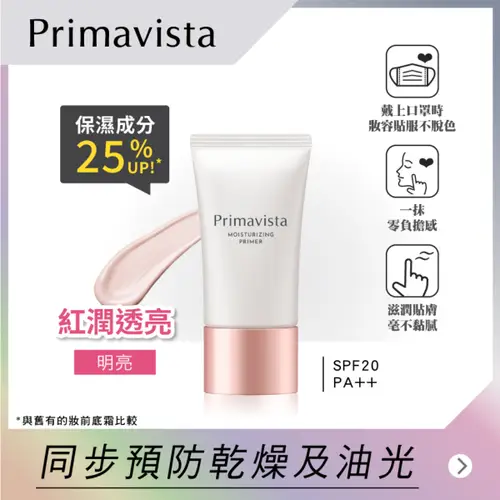 Primavista
保濕成分
25%
UP!*
戴上口罩時
妝容貼服不脫色
一抹
零負擔感
滋潤貼膚
毫不黏膩
Primavista
MOISTURIZING
PRIMER
紅潤透亮
明亮
SPF20
PA++
*與舊有的妝前底霜比較
同步預防乾燥及油光